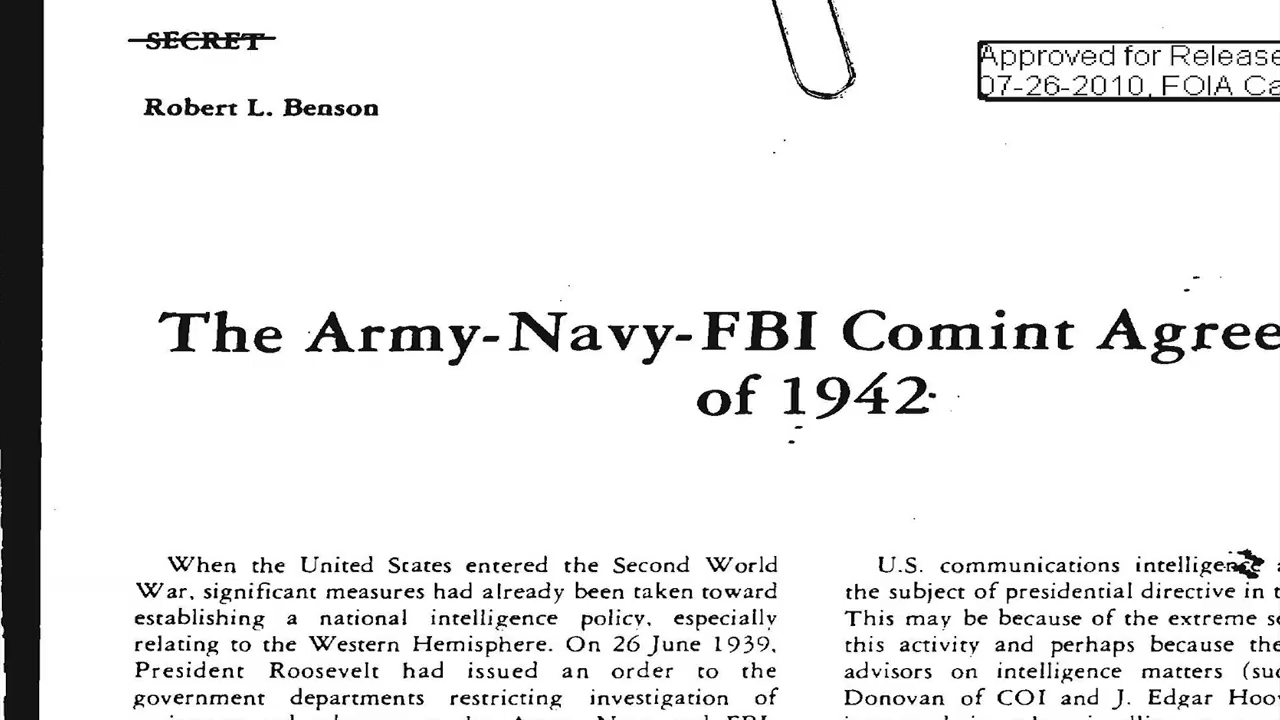 SECRET
Approved for Release
07-26-2010, FOIA
Robert L. Benson
The Army-Navy-FBI Comint
of 1942
When the United States entered the Second World
War, significant measures had already been taken toward
establishing a national intelligence policy, especially
relating to the Western Hemisphere. On 26 June 1939,
President Roosevelt had issued an order to the
government departments restricting investigation of
U.S. communications intelligence
the subject of presidential directive in
This may be because of the extreme
this activity and perhaps because
advisors on intelligence matters
Donovan of COI and J. Edgar